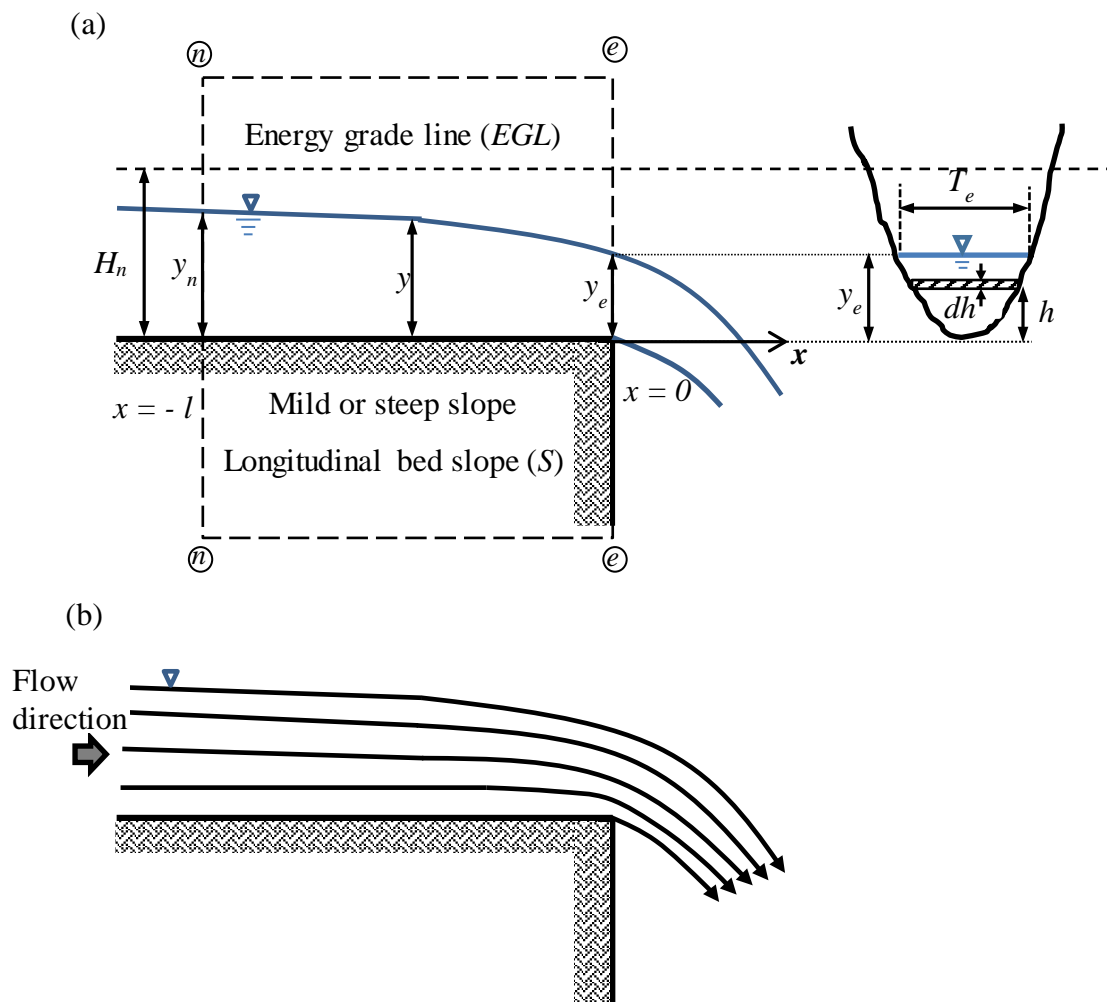 (a)
n
e
Energy grade line (EGL)
T_e
H_n
y_n
y
y_e
y_e
dh
h
x
x = - l
Mild or steep slope
x = 0
Longitudinal bed slope (S)
n
e
(b)
Flow
direction